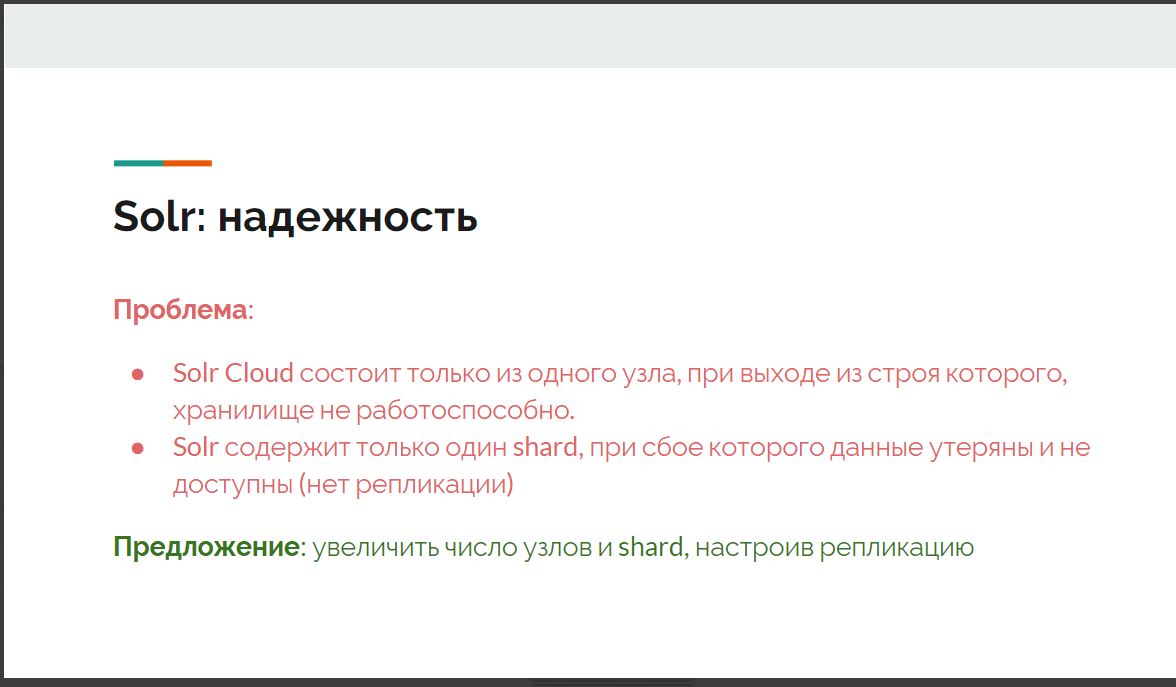 Solr: надежность
Проблема:
● Solr Cloud состоит только из одного узла, при выходе из строя которого,
хранилище не работоспособно.
● Solr содержит только один shard, при сбое которого данные утеряны и не
доступны (нет репликации)
Предложение: увеличить число узлов и shard, настроив репликацию